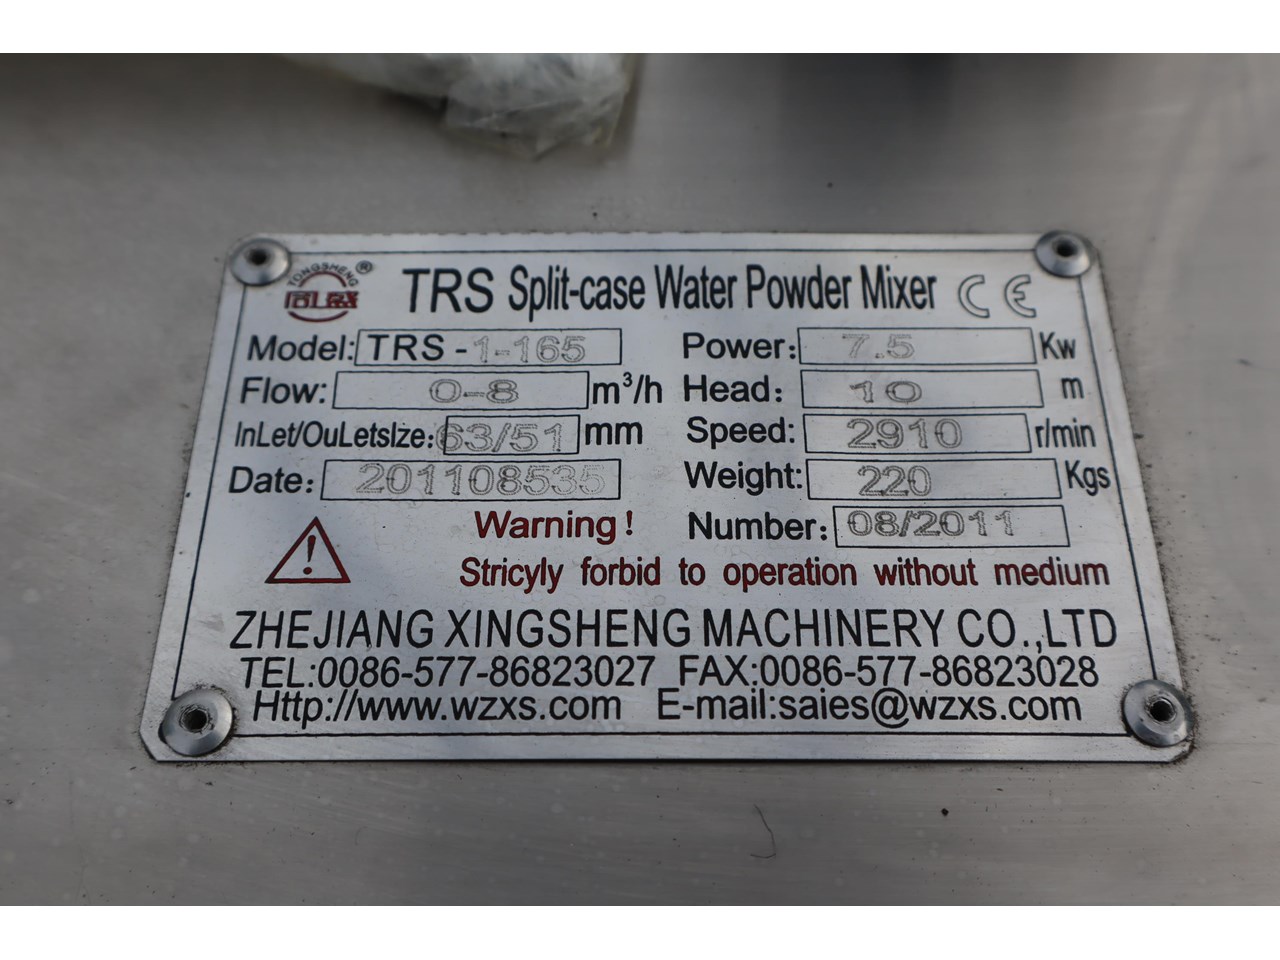 TONGSHENG ®
TRS Split-case Water Powder Mixer CE
Model: TRS-1-165 Power: 7.5 Kw
Flow: 0-8 m³/h Head: 10 m
InLet/OuLetsIze: 63/51 mm Speed: 2910 r/min
Date: 201108535 Weight: 220 Kgs
Warning! Number: 08/2011
Stricyly forbid to operation without medium
ZHEJIANG XINGSHENG MACHINERY CO.,LTD
TEL:0086-577-86823027 FAX:0086-577-86823028
Http://www.wzxs.com E-mail:saies@wzxs.com